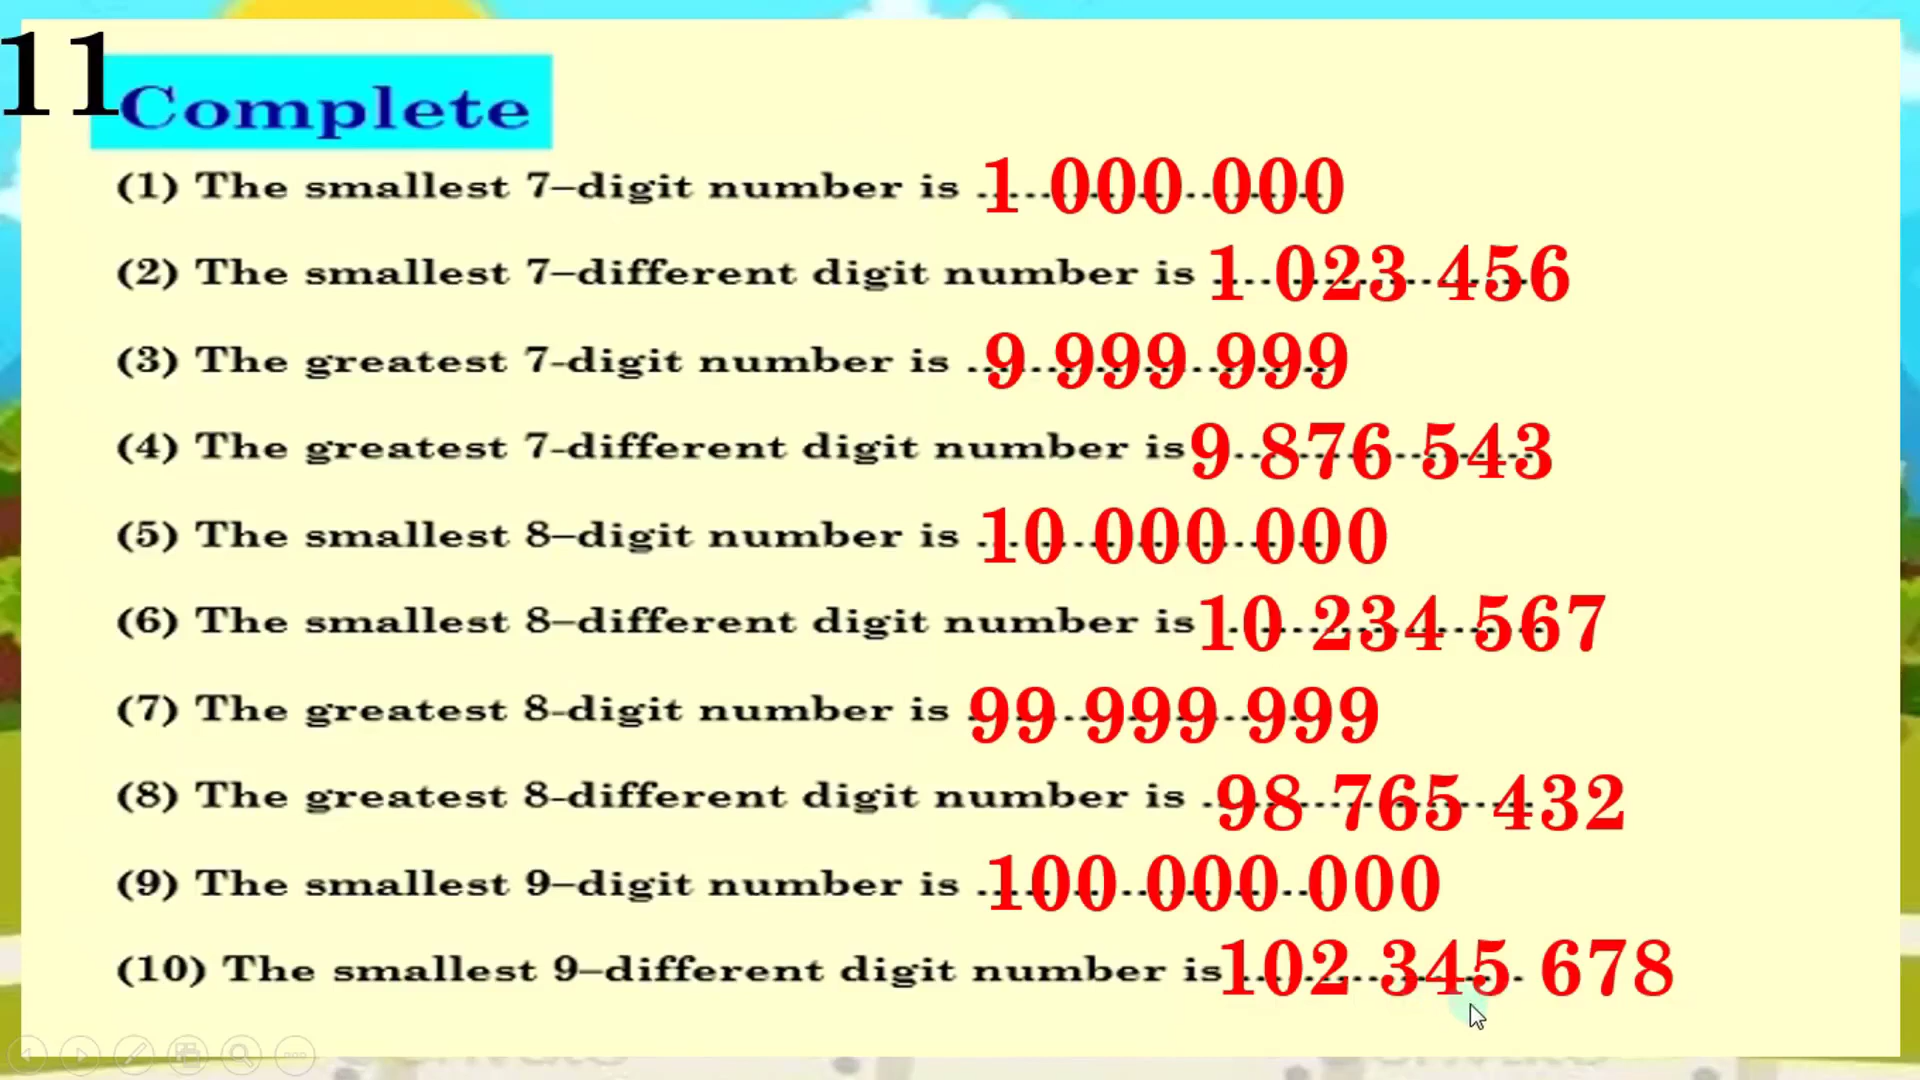 11
Complete
(1) The smallest 7–digit number is 1 000 000
(2) The smallest 7–different digit number is 1 023 456
(3) The greatest 7-digit number is 9 999 999
(4) The greatest 7-different digit number is 9 876 543
(5) The smallest 8–digit number is 10 000 000
(6) The smallest 8–different digit number is 10 234 567
(7) The greatest 8-digit number is 99 999 999
(8) The greatest 8-different digit number is 98 765 432
(9) The smallest 9–digit number is 100 000 000
(10) The smallest 9–different digit number is 102 345 678